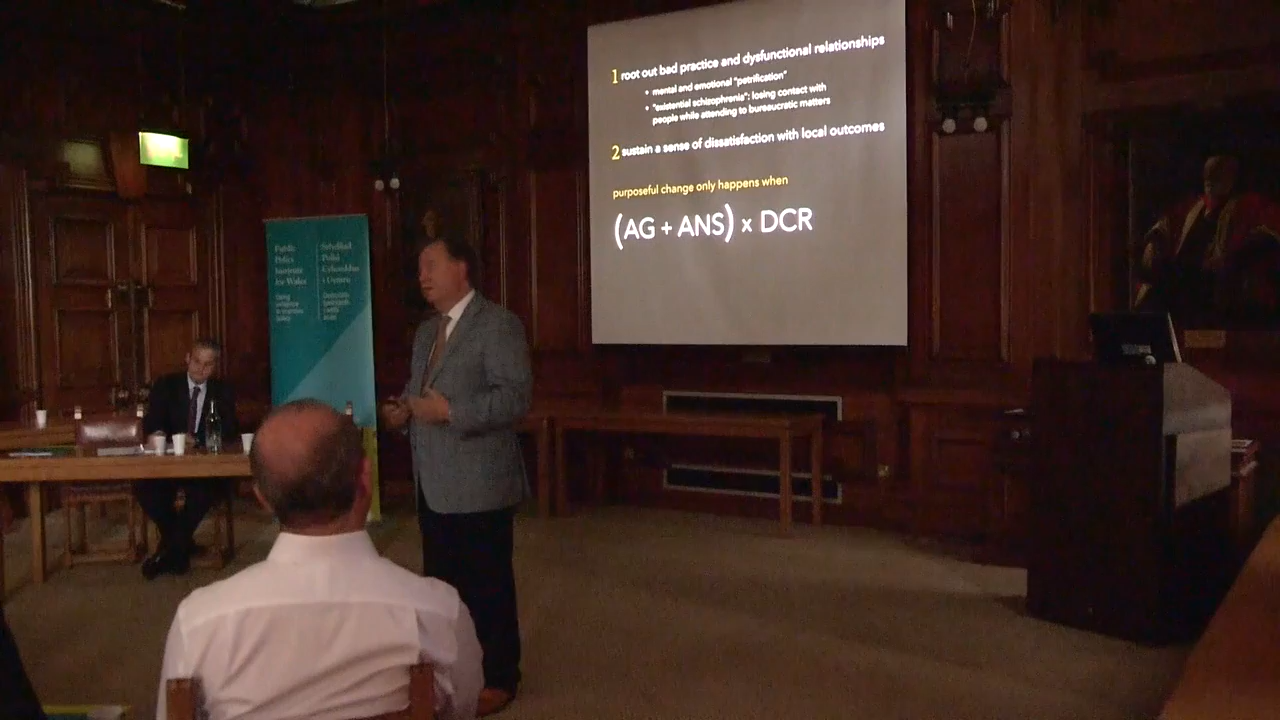 1 root out bad practice and dysfunctional relationships
• mental and emotional "petrification"
• "existential schizophrenia": losing contact with
people while attending to bureaucratic matters
2 sustain a sense of dissatisfaction with local outcomes
purposeful change only happens when
(AG + ANS) x DCR
Public
Policy
Institute
for Wales
Sefydliad
Polisi
Cyhoeddus
i Gymru